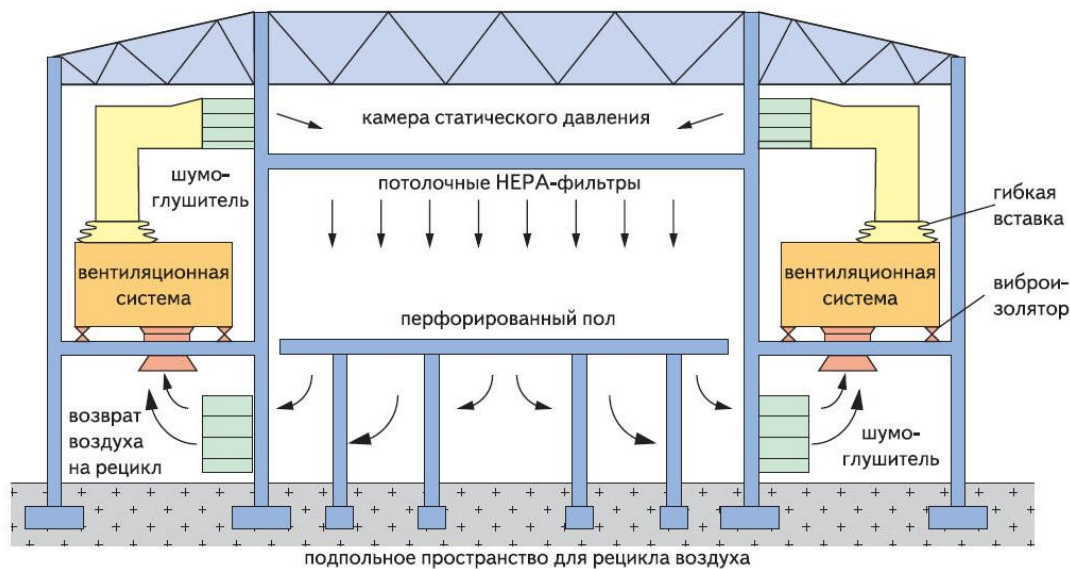 камера статического давления
шумо-
глушитель
потолочные HEPA-фильтры
гибкая
вставка
вентиляционная
система
вентиляционная
система
виброи-
золятор
перфорированный пол
возврат
воздуха
на рецикл
шумо-
глушитель
подпольное пространство для рецикла воздуха